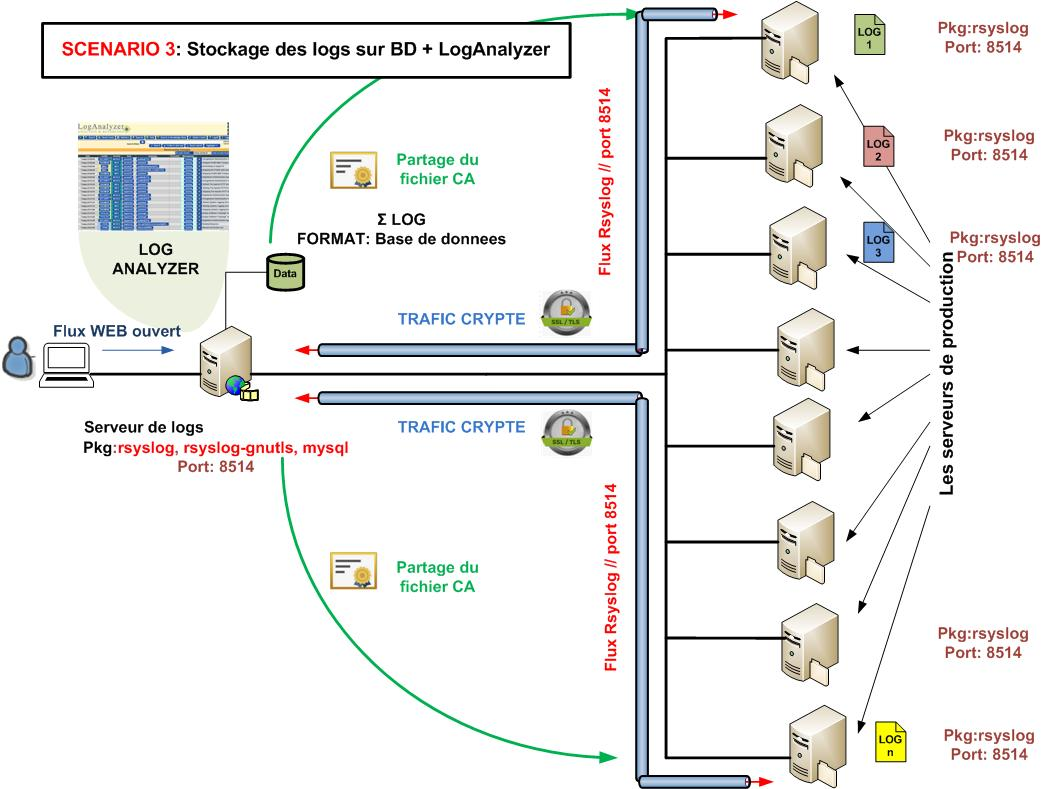 SCENARIO 3: Stockage des logs sur BD + LogAnalyzer
LogAnalyzer
LOG
ANALYZER
Partage du
fichier CA
Σ LOG
FORMAT: Base de donnees
Data
Flux WEB ouvert
TRAFIC CRYPTE
SSL / TLS
TRAFIC CRYPTE
SSL / TLS
Serveur de logs
Pkg:rsyslog, rsyslog-gnutls, mysql
Port: 8514
Partage du
fichier CA
Flux Rsyslog // port 8514
Flux Rsyslog // port 8514
LOG
1
Pkg:rsyslog
Port: 8514
LOG
2
Pkg:rsyslog
Port: 8514
LOG
3
Pkg:rsyslog
Port: 8514
Les serveurs de production
Pkg:rsyslog
Port: 8514
LOG
n
Pkg:rsyslog
Port: 8514